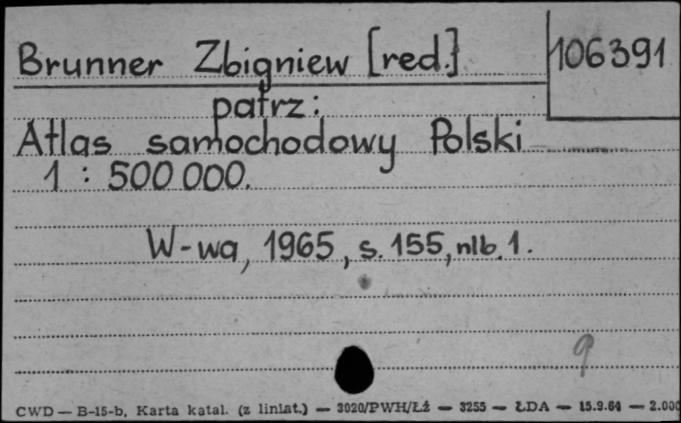 Brunner Zbigniew [red.] 106391
patrz:
Atlas samochodowy Polski
1 : 500 000.
W-wa, 1965, s. 155, nlb. 1.
9
CWD — B-15-b, Karta katal. (z liniat.) — 3020/PWH/Łź — 3255 — ŁDA — 15.9.64 — 2.000